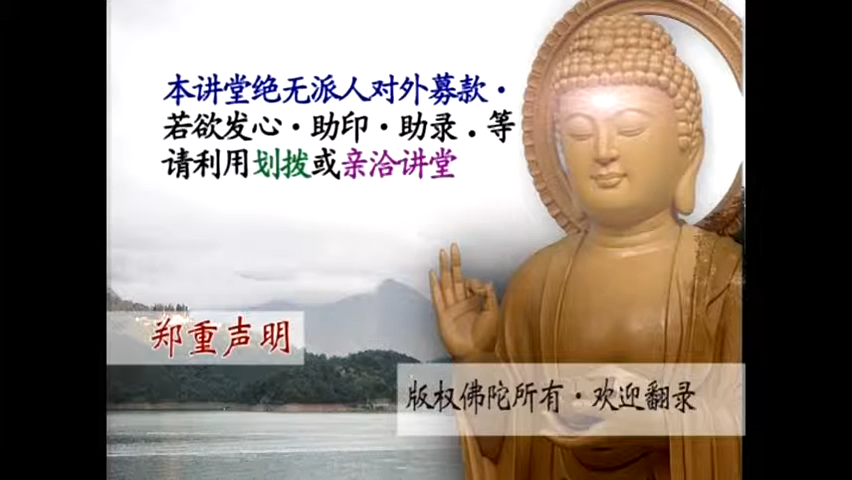 本讲堂绝无派人对外募款·
若欲发心·助印·助录.等
请利用划拨或亲洽讲堂
郑重声明
版权佛陀所有·欢迎翻录